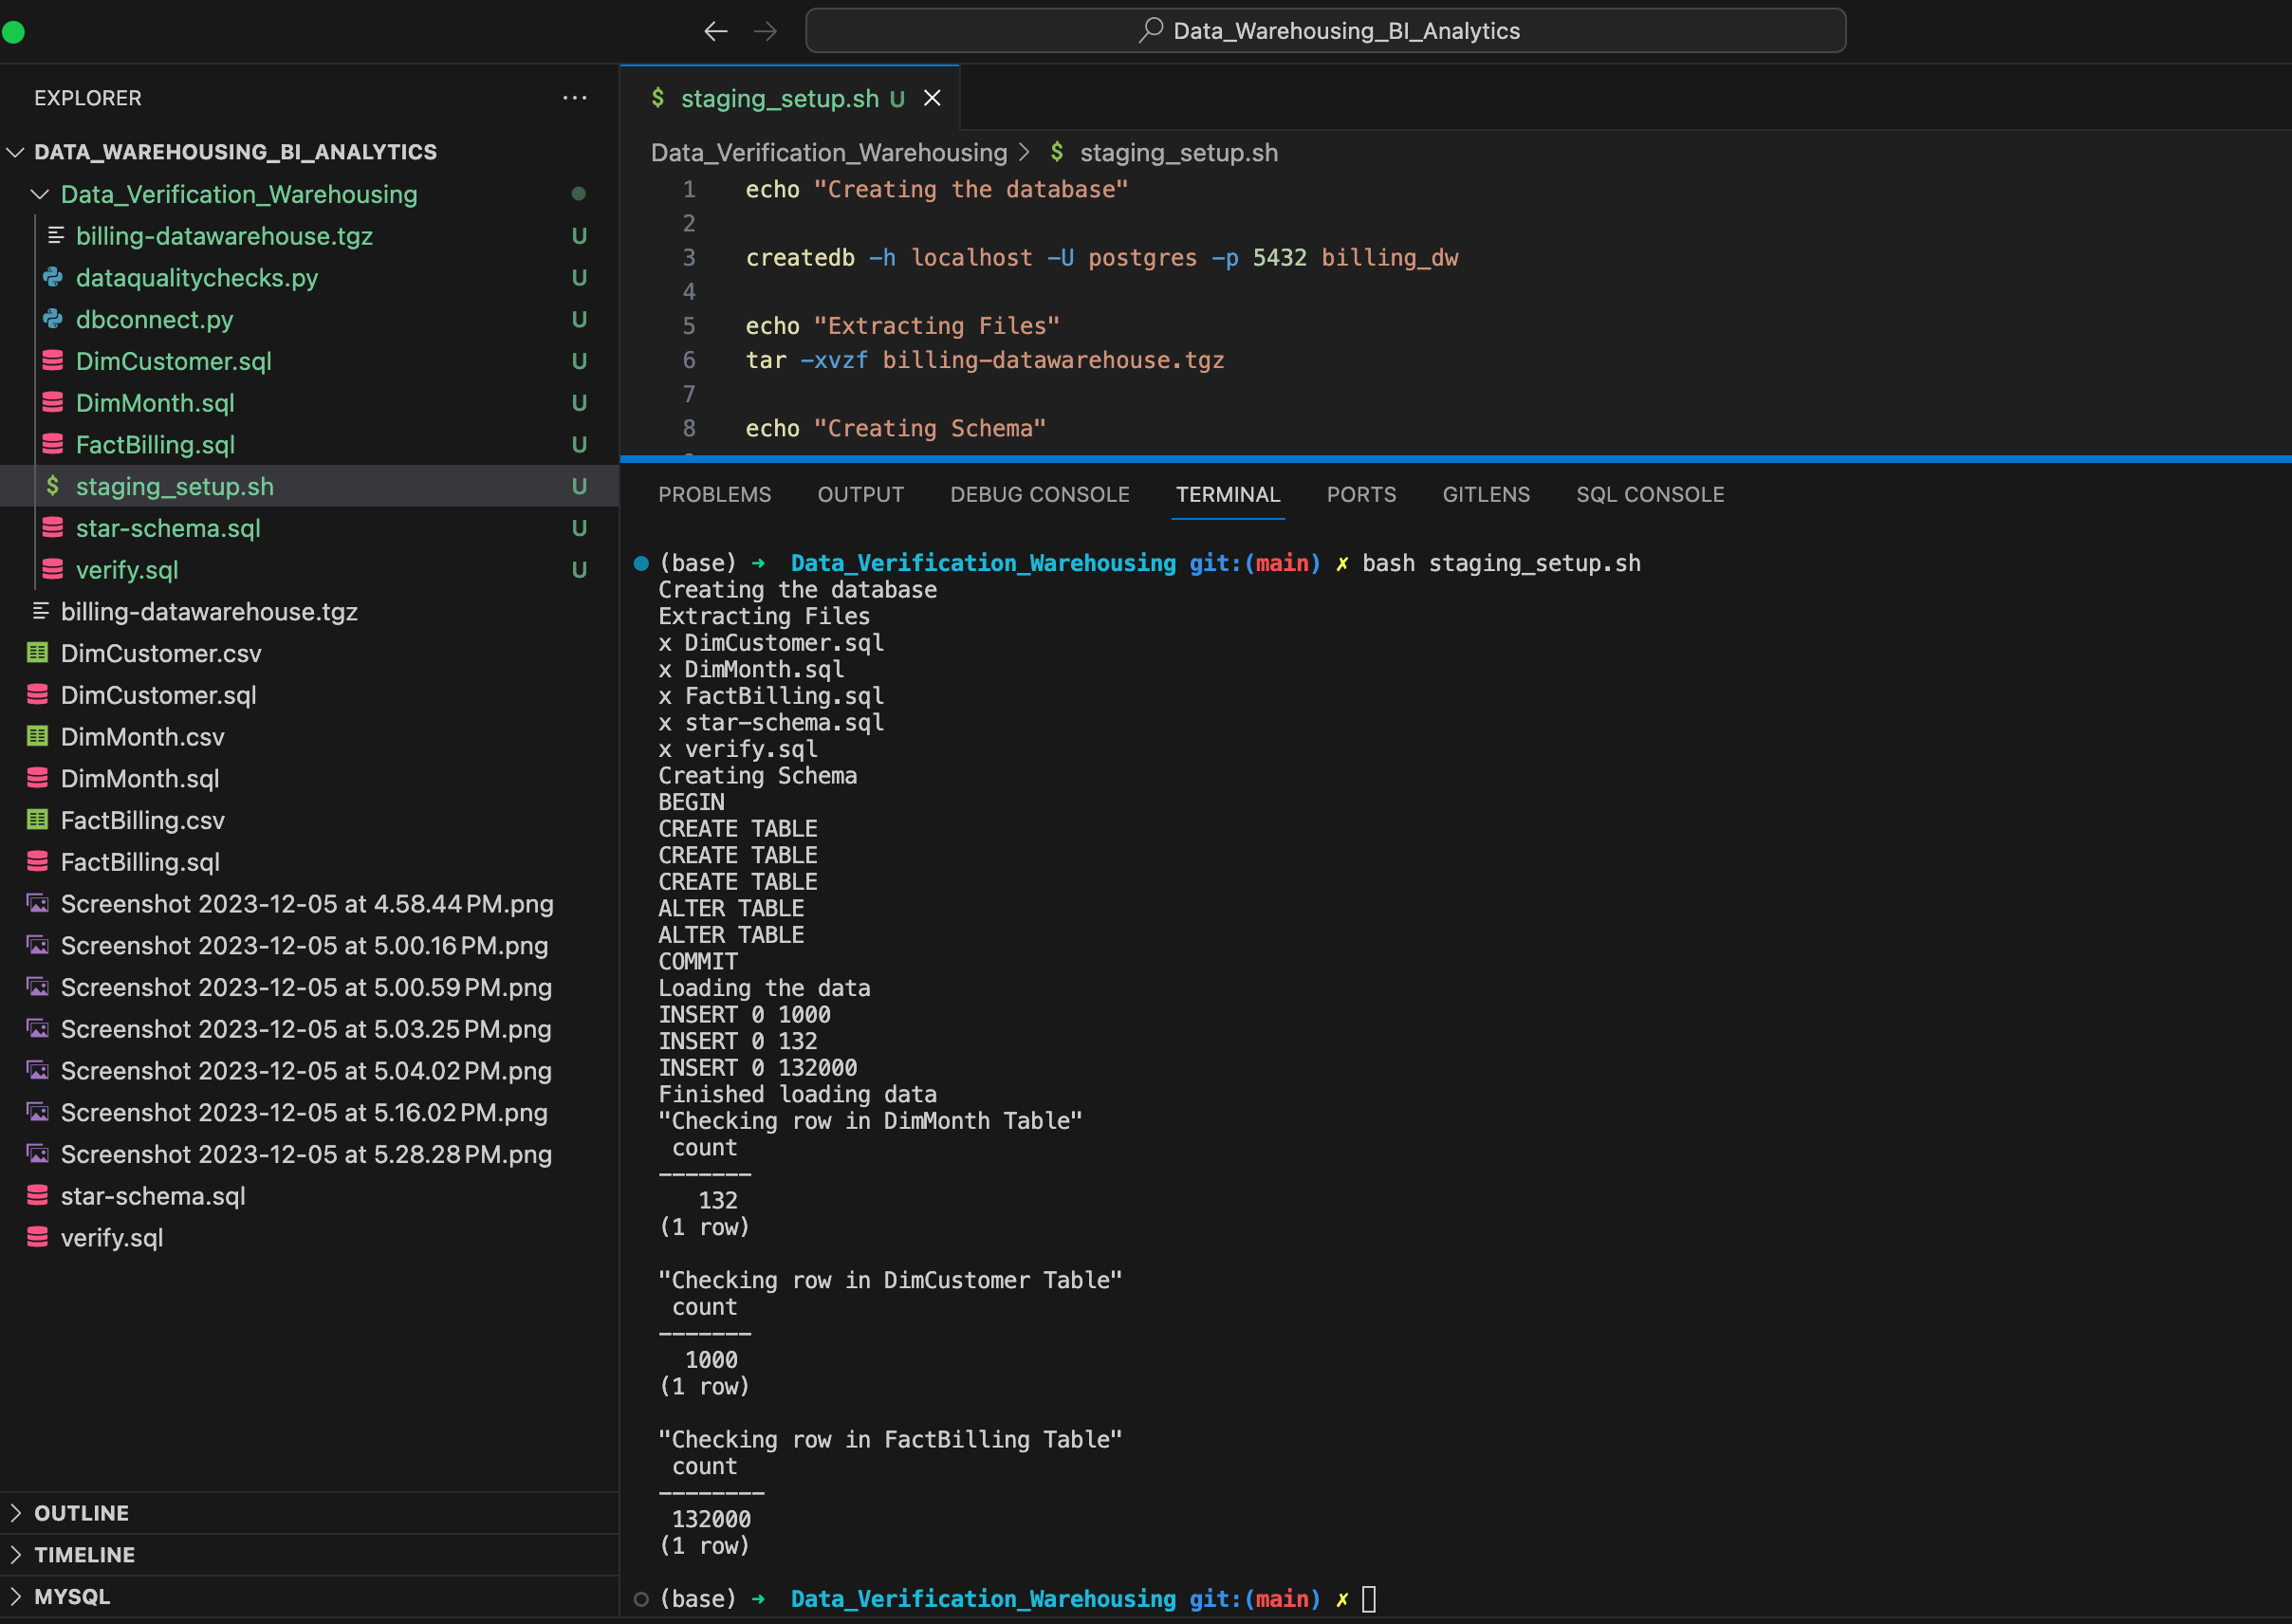 Data_Warehousing_BI_Analytics
EXPLORER
DATA_WAREHOUSING_BI_ANALYTICS
Data_Verification_Warehousing
billing-datawarehouse.tgz U
dataqualitychecks.py U
dbconnect.py U
DimCustomer.sql U
DimMonth.sql U
FactBilling.sql U
$ staging_setup.sh U
star-schema.sql U
verify.sql U
billing-datawarehouse.tgz
DimCustomer.csv
DimCustomer.sql
DimMonth.csv
DimMonth.sql
FactBilling.csv
FactBilling.sql
Screenshot 2023-12-05 at 4.58.44 PM.png
Screenshot 2023-12-05 at 5.00.16 PM.png
Screenshot 2023-12-05 at 5.00.59 PM.png
Screenshot 2023-12-05 at 5.03.25 PM.png
Screenshot 2023-12-05 at 5.04.02 PM.png
Screenshot 2023-12-05 at 5.16.02 PM.png
Screenshot 2023-12-05 at 5.28.28 PM.png
star-schema.sql
verify.sql
OUTLINE
TIMELINE
MYSQL
$ staging_setup.sh U
Data_Verification_Warehousing > $ staging_setup.sh
1 echo "Creating the database"
2
3 createdb -h localhost -U postgres -p 5432 billing_dw
4
5 echo "Extracting Files"
6 tar -xvzf billing-datawarehouse.tgz
7
8 echo "Creating Schema"
PROBLEMS OUTPUT DEBUG CONSOLE TERMINAL PORTS GITLENS SQL CONSOLE
(base) ➜ Data_Verification_Warehousing git:(main) ✗ bash staging_setup.sh
Creating the database
Extracting Files
x DimCustomer.sql
x DimMonth.sql
x FactBilling.sql
x star-schema.sql
x verify.sql
Creating Schema
BEGIN
CREATE TABLE
CREATE TABLE
CREATE TABLE
ALTER TABLE
ALTER TABLE
COMMIT
Loading the data
INSERT 0 1000
INSERT 0 132
INSERT 0 132000
Finished loading data
"Checking row in DimMonth Table"
count
-------
132
(1 row)
"Checking row in DimCustomer Table"
count
-------
1000
(1 row)
"Checking row in FactBilling Table"
count
--------
132000
(1 row)
(base) ➜ Data_Verification_Warehousing git:(main) ✗